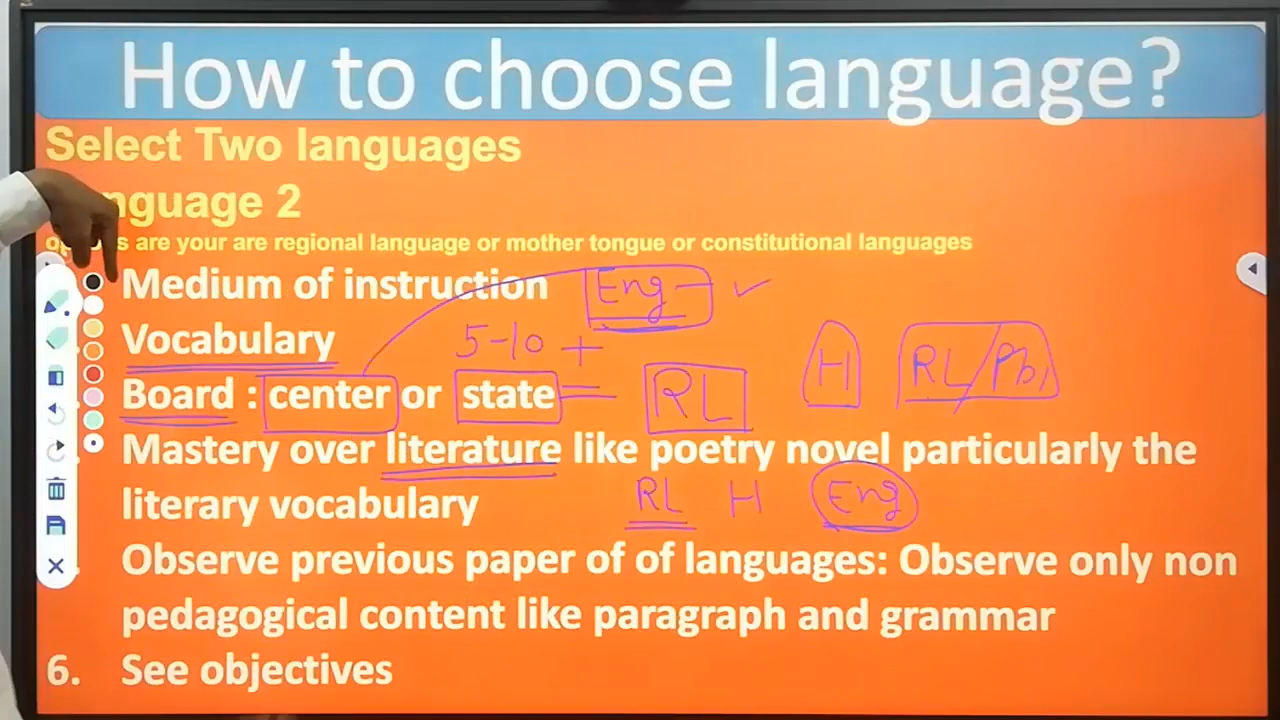 How to choose language?
Select Two languages
nguage 2
are your are regional language or mother tongue or constitutional languages
Medium of instruction Eng ✓
Vocabulary 5-10 +
Board : center or state = RL H RL/Pb,
Mastery over literature like poetry novel particularly the
literary vocabulary RL H Eng
Observe previous paper of of languages: Observe only non
pedagogical content like paragraph and grammar
6. See objectives